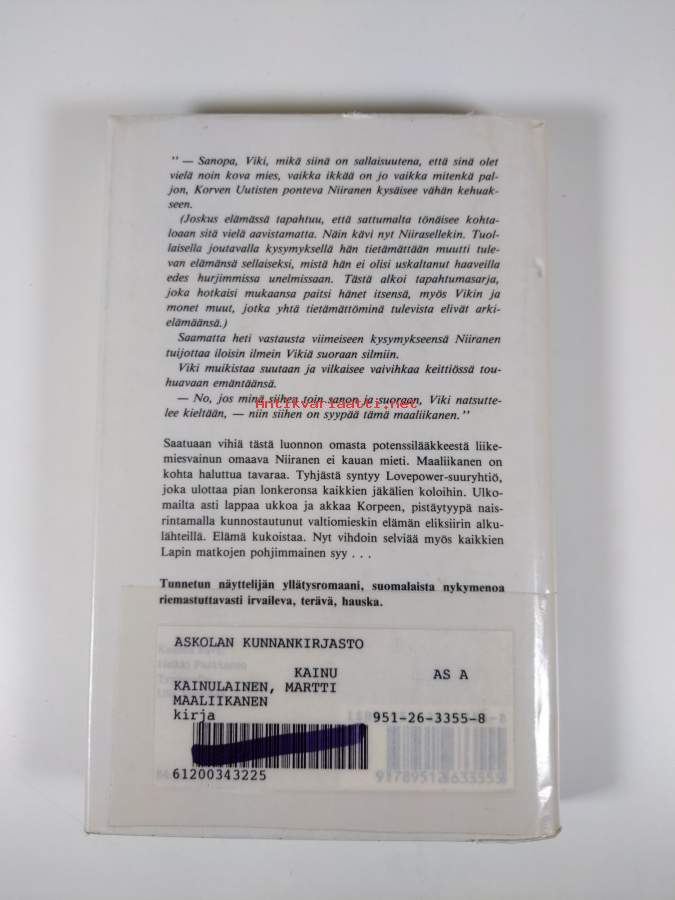 " — Sanopa, Viki, mikä siinä on sallaisuutena, että sinä olet
vielä noin kova mies, vaikka ikkää on jo vaikka mitenkä pal-
jon, Korven Uutisten ponteva Niiranen kysäisee vähän kehuak-
seen.
(Joskus elämässä tapahtuu, että sattumalta tönäisee kohta-
loaan sitä vielä aavistamatta. Näin kävi nyt Niirasellekin. Tuol-
laisella joutavalla kysymyksellä hän tietämättään muutti tule-
van elämänsä sellaiseksi, mistä hän ei olisi uskaltanut haaveilla
edes hurjimmissa unelmissaan. Tästä alkoi tapahtumasarja,
joka hotkaisi mukaansa paitsi hänet itsensä, myös Vikin ja
monet muut, jotka yhtä tietämättöminä tulevista elivät arki-
elämäänsä.)
Saamatta heti vastausta viimeiseen kysymykseensä Niiranen
tuijottaa iloisin ilmein Vikiä suoraan silmiin.
Viki muikistaa suutaan ja vilkaisee vaivihkaa keittiössä tou-
huavaan emäntäänsä.
— No, jos minä siihen toin sanon ja suoraan, Viki natsutte-
lee kieltään, — niin siihen on syypää tämä maaliikanen."
Antikvariaatti.net
Saatuaan vihiä tästä luonnon omasta potenssilääkkeestä liike-
miesvainun omaava Niiranen ei kauan mieti. Maaliikanen on
kohta haluttua tavaraa. Tyhjästä syntyy Lovepower-suuryhtiö,
joka ulottaa pian lonkeronsa kaikkien jäkälien koloihin. Ulko-
mailta asti lappaa ukkoa ja akkaa Korpeen, pistäytyypä nais-
rintamalla kunnostautunut valtiomieskin elämän eliksiirin alku-
lähteillä. Elämä kukoistaa. Nyt vihdoin selviää myös kaikkien
Lapin matkojen pohjimmainen syy . . .
Tunnetun näyttelijän yllätysromaani, suomalaista nykymenoa
riemastuttavasti irvaileva, terävä, hauska.
ASKOLAN KUNNANKIRJASTO
KAINU AS A
KAINULAINEN, MARTTI
MAALIIKANEN
kirja 951-26-3355-8
61200343225
9789512633555